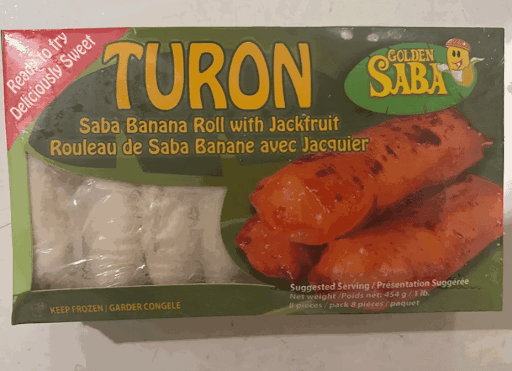 Ready to fry
Deliciously Sweet
TURON
GOLDEN
SABA
Saba Banana Roll with Jackfruit
Rouleau de Saba Banane avec Jacquier
Suggested Serving / Présentation Suggérée
Net weight /Poids net: 454 g / 1 lb.
8 pieces / pack 8 pièces / paquet
KEEP FROZEN / GARDER CONGELÉ